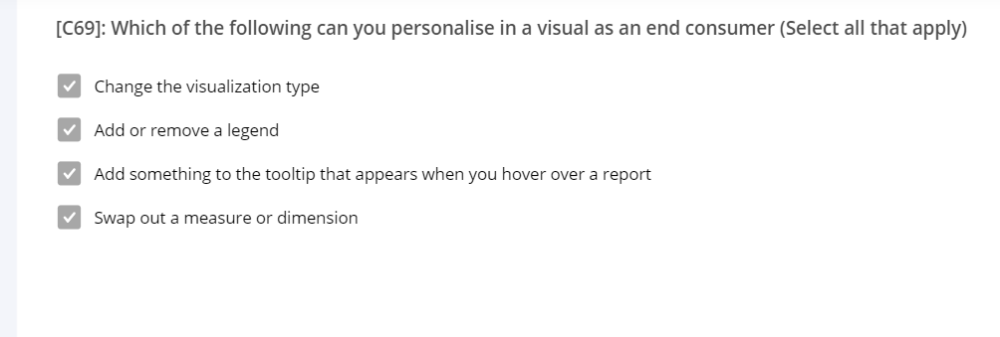 [C69]: Which of the following can you personalise in a visual as an end consumer (Select all that apply)
Change the visualization type
Add or remove a legend
Add something to the tooltip that appears when you hover over a report
Swap out a measure or dimension